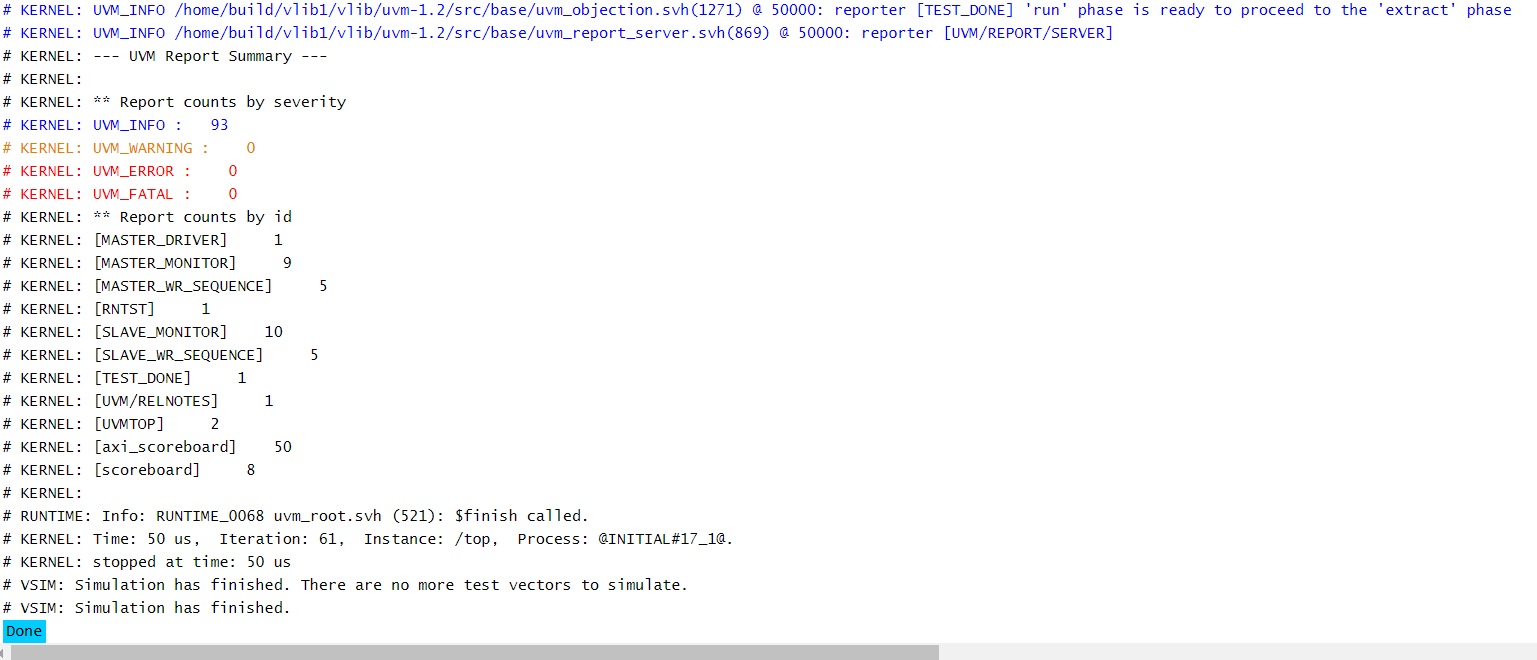 # KERNEL: UVM_INFO /home/build/vlib1/vlib/uvm-1.2/src/base/uvm_objection.svh(1271) @ 50000: reporter [TEST_DONE] 'run' phase is ready to proceed to the 'extract' phase
# KERNEL: UVM_INFO /home/build/vlib1/vlib/uvm-1.2/src/base/uvm_report_server.svh(869) @ 50000: reporter [UVM/REPORT/SERVER]
# KERNEL: --- UVM Report Summary ---
# KERNEL:
# KERNEL: ** Report counts by severity
# KERNEL: UVM_INFO :   93
# KERNEL: UVM_WARNING :    0
# KERNEL: UVM_ERROR :    0
# KERNEL: UVM_FATAL :    0
# KERNEL: ** Report counts by id
# KERNEL: [MASTER_DRIVER]     1
# KERNEL: [MASTER_MONITOR]     9
# KERNEL: [MASTER_WR_SEQUENCE]     5
# KERNEL: [RNTST]     1
# KERNEL: [SLAVE_MONITOR]    10
# KERNEL: [SLAVE_WR_SEQUENCE]     5
# KERNEL: [TEST_DONE]     1
# KERNEL: [UVM/RELNOTES]     1
# KERNEL: [UVMTOP]     2
# KERNEL: [axi_scoreboard]    50
# KERNEL: [scoreboard]     8
# KERNEL:
# RUNTIME: Info: RUNTIME_0068 uvm_root.svh (521): $finish called.
# KERNEL: Time: 50 us,  Iteration: 61,  Instance: /top,  Process: @INITIAL#17_1@.
# KERNEL: stopped at time: 50 us
# VSIM: Simulation has finished. There are no more test vectors to simulate.
# VSIM: Simulation has finished.
Done